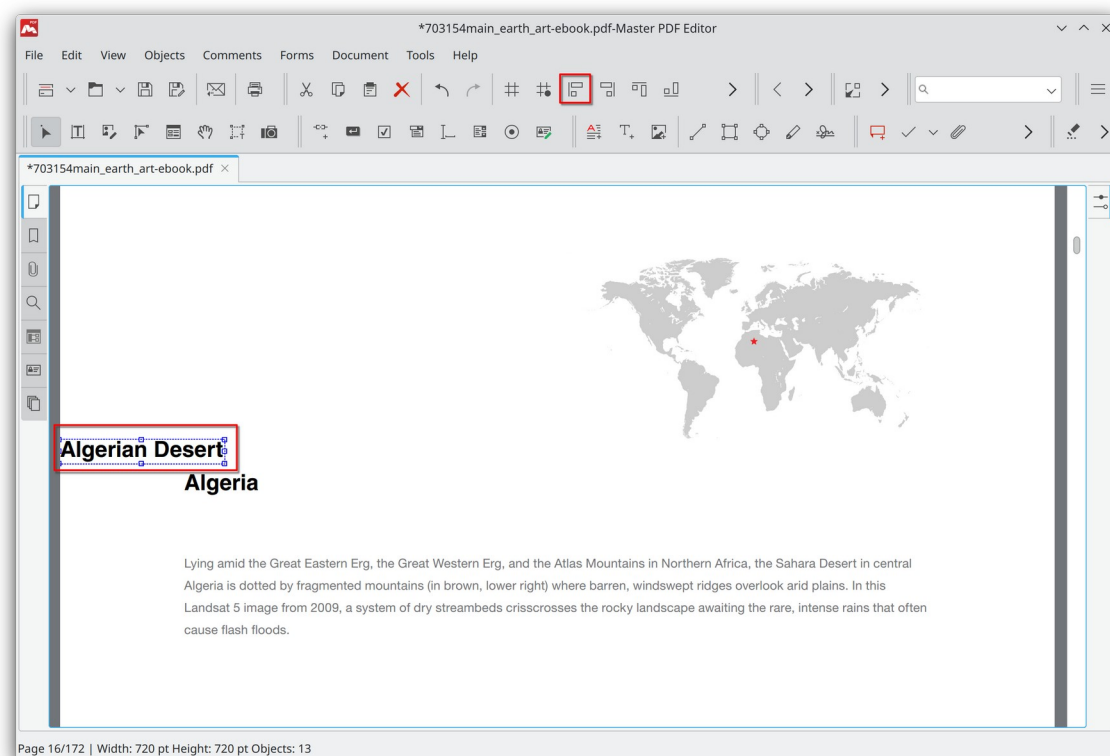 *703154main_earth_art-ebook.pdf-Master PDF Editor
File Edit View Objects Comments Forms Document Tools Help
*703154main_earth_art-ebook.pdf
Algerian Desert
Algeria
Lying amid the Great Eastern Erg, the Great Western Erg, and the Atlas Mountains in Northern Africa, the Sahara Desert in central
Algeria is dotted by fragmented mountains (in brown, lower right) where barren, windswept ridges overlook arid plains. In this
Landsat 5 image from 2009, a system of dry streambeds crisscrosses the rocky landscape awaiting the rare, intense rains that often
cause flash floods.
Page 16/172 | Width: 720 pt Height: 720 pt Objects: 13